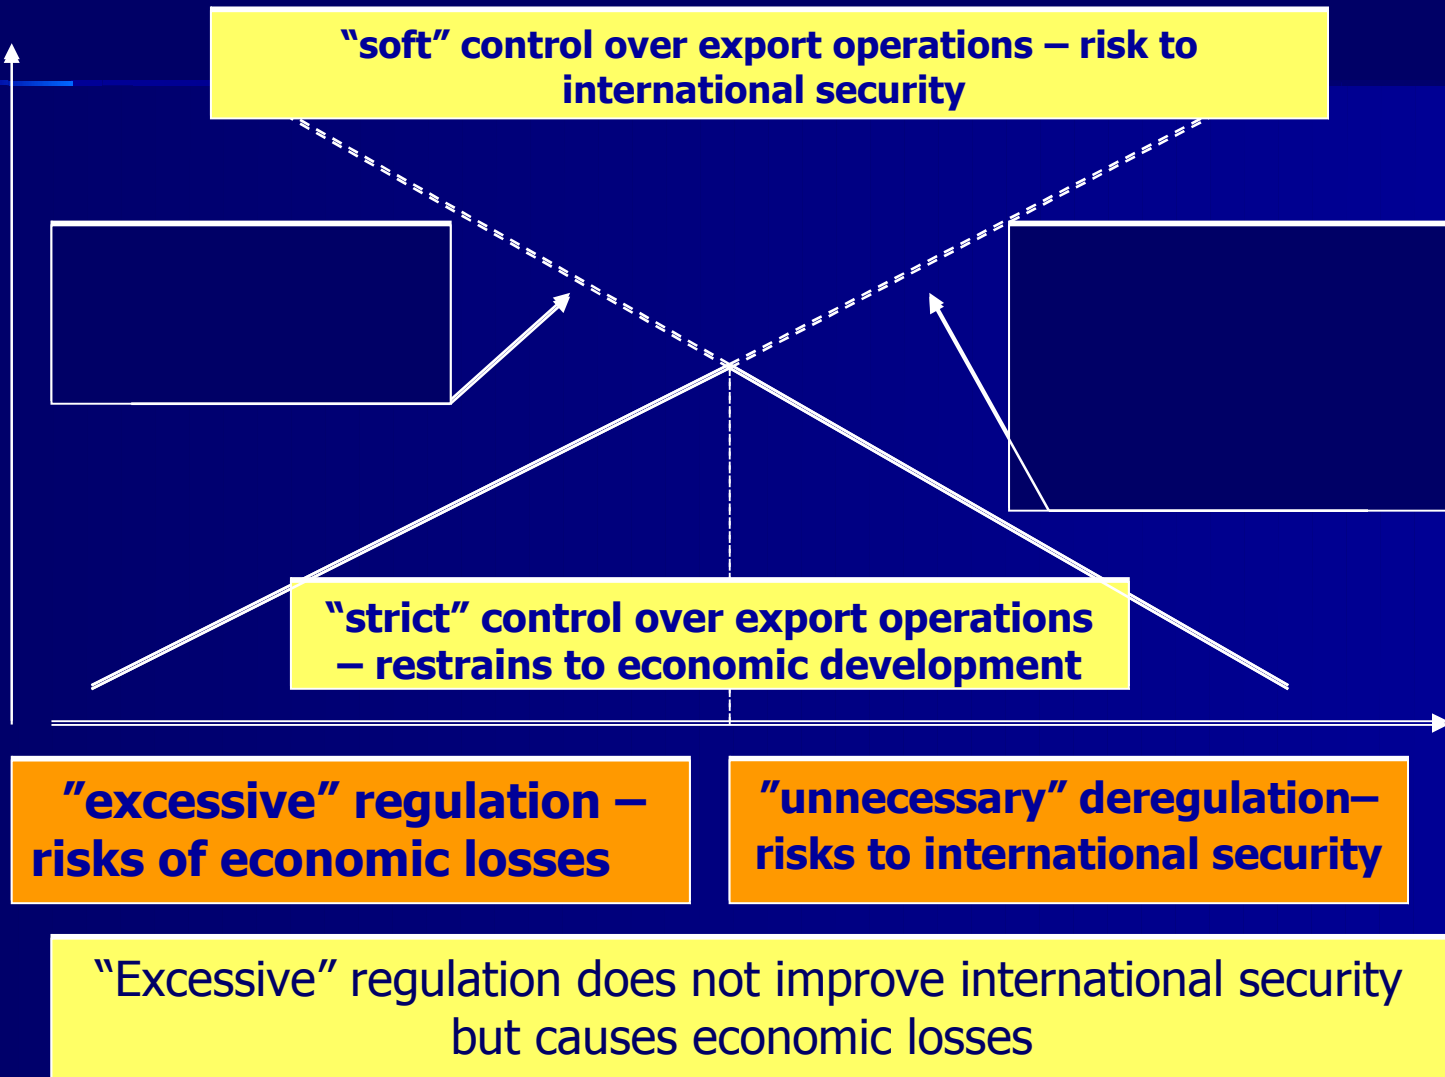 “soft” control over export operations – risk to
international security
“strict” control over export operations
– restrains to economic development
”excessive” regulation –
risks of economic losses
”unnecessary” deregulation–
risks to international security
“Excessive” regulation does not improve international security
but causes economic losses